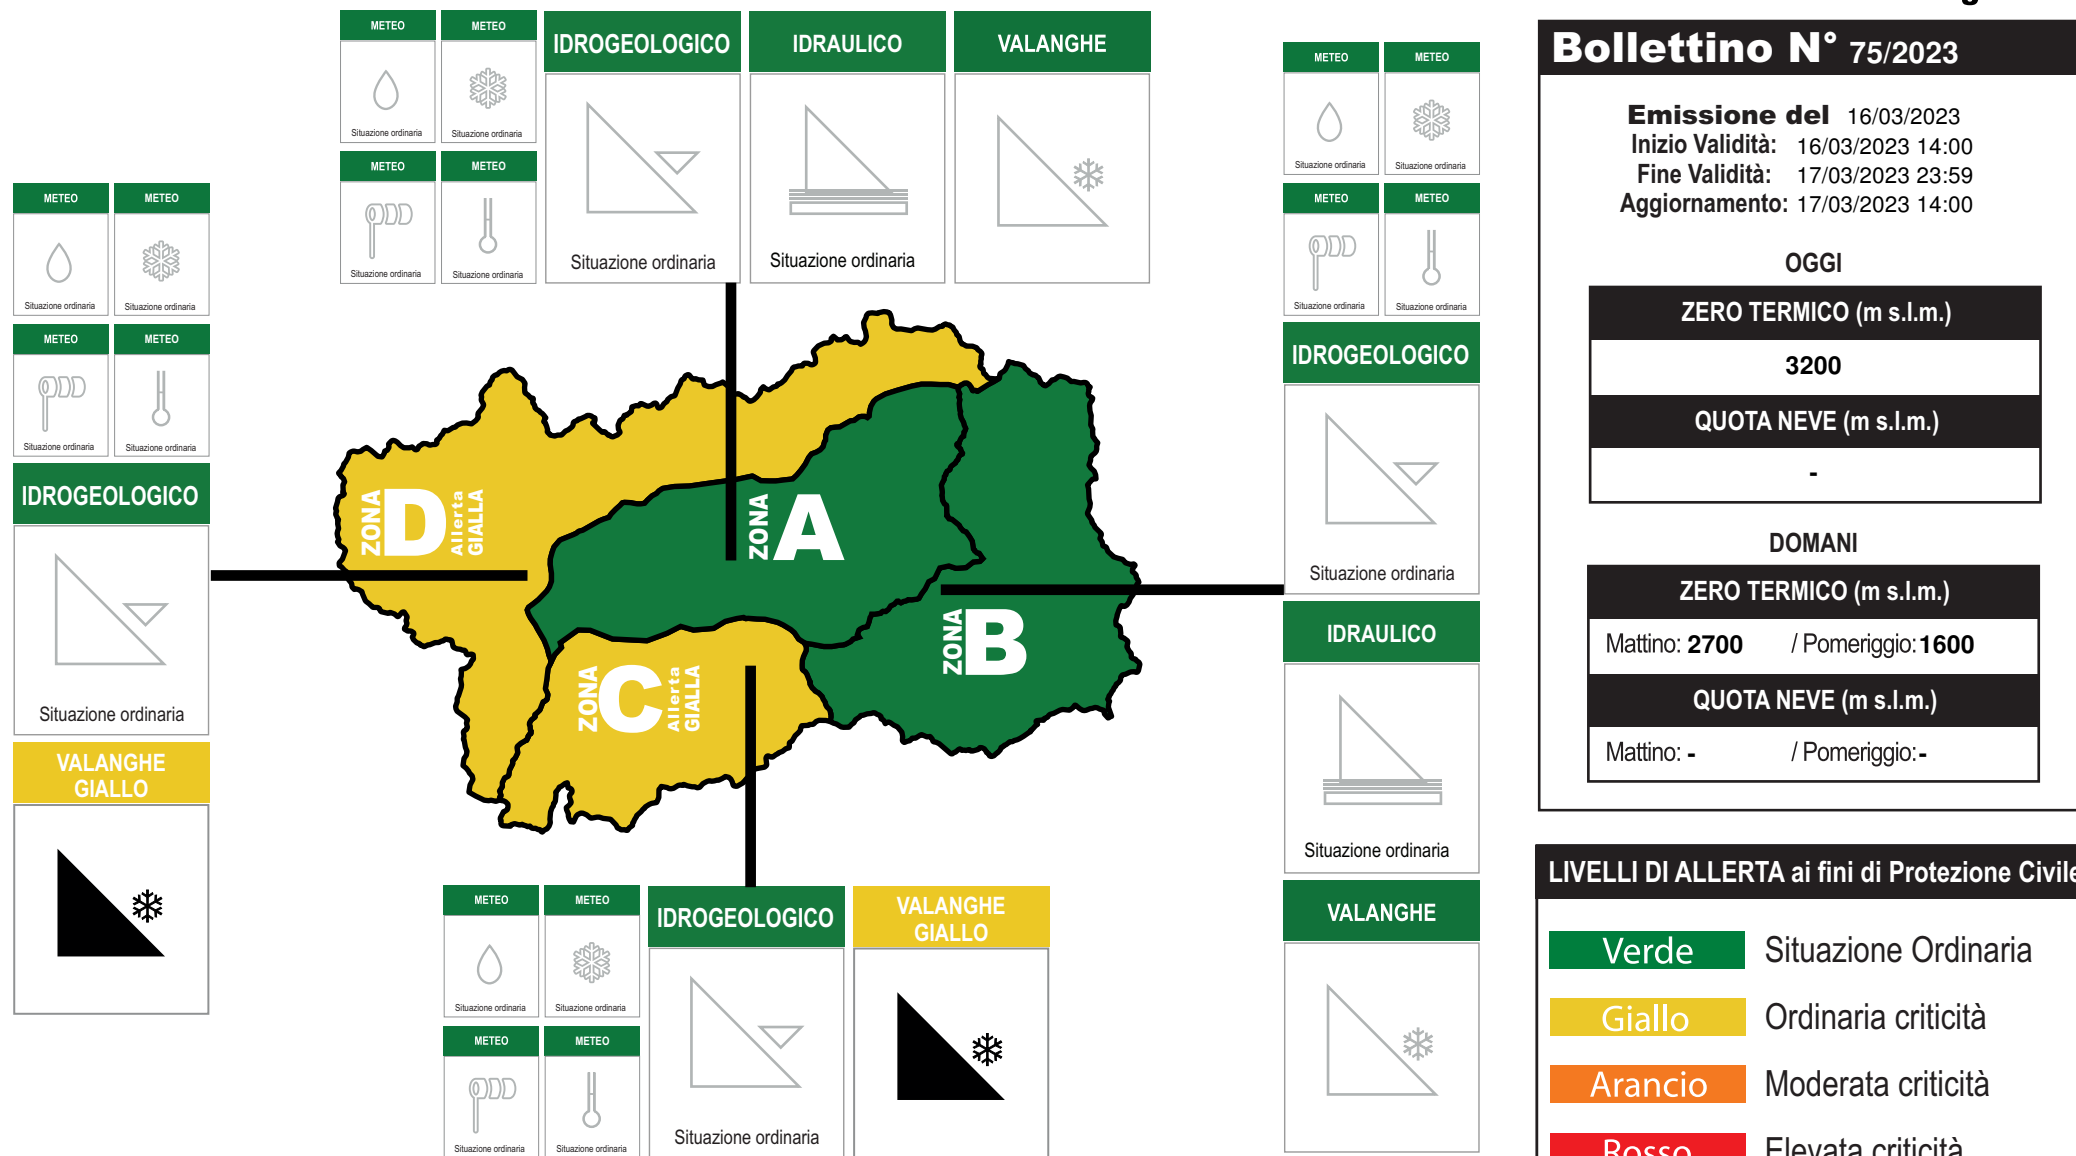 METEO
METEO
Situazione ordinaria
Situazione ordinaria
METEO
METEO
Situazione ordinaria
Situazione ordinaria
IDROGEOLOGICO
Situazione ordinaria
IDRAULICO
Situazione ordinaria
VALANGHE
METEO
METEO
Situazione ordinaria
Situazione ordinaria
METEO
METEO
Situazione ordinaria
Situazione ordinaria
IDROGEOLOGICO
Situazione ordinaria
VALANGHE
GIALLO
ZONA
D
Allerta
GIALLA
ZONA
A
ZONA
B
ZONA
C
Allerta
GIALLA
METEO
METEO
Situazione ordinaria
Situazione ordinaria
METEO
METEO
Situazione ordinaria
Situazione ordinaria
IDROGEOLOGICO
Situazione ordinaria
VALANGHE
GIALLO
METEO
METEO
Situazione ordinaria
Situazione ordinaria
METEO
METEO
Situazione ordinaria
Situazione ordinaria
IDROGEOLOGICO
Situazione ordinaria
IDRAULICO
Situazione ordinaria
VALANGHE
Bollettino N° 75/2023
Emissione del 16/03/2023
Inizio Validità: 16/03/2023 14:00
Fine Validità: 17/03/2023 23:59
Aggiornamento: 17/03/2023 14:00
OGGI
ZERO TERMICO (m s.l.m.)
3200
QUOTA NEVE (m s.l.m.)
-
DOMANI
ZERO TERMICO (m s.l.m.)
Mattino: 2700 / Pomeriggio: 1600
QUOTA NEVE (m s.l.m.)
Mattino: - / Pomeriggio: -
LIVELLI DI ALLERTA ai fini di Protezione Civile
Verde Situazione Ordinaria
Giallo Ordinaria criticità
Arancio Moderata criticità
Rosso Elevata criticità